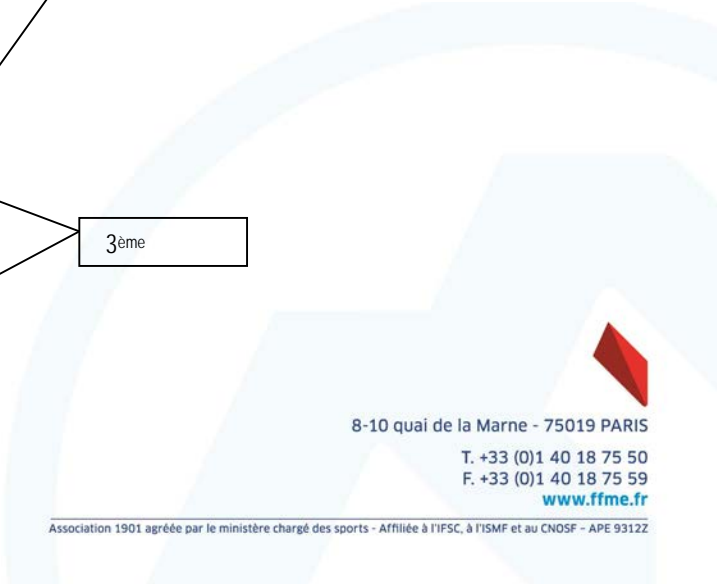 3ème
8-10 quai de la Marne - 75019 PARIS
T. +33 (0)1 40 18 75 50
F. +33 (0)1 40 18 75 59
www.ffme.fr
Association 1901 agréée par le ministère chargé des sports - Affiliée à l'IFSC, à l'ISMF et au CNOSF - APE 9312Z